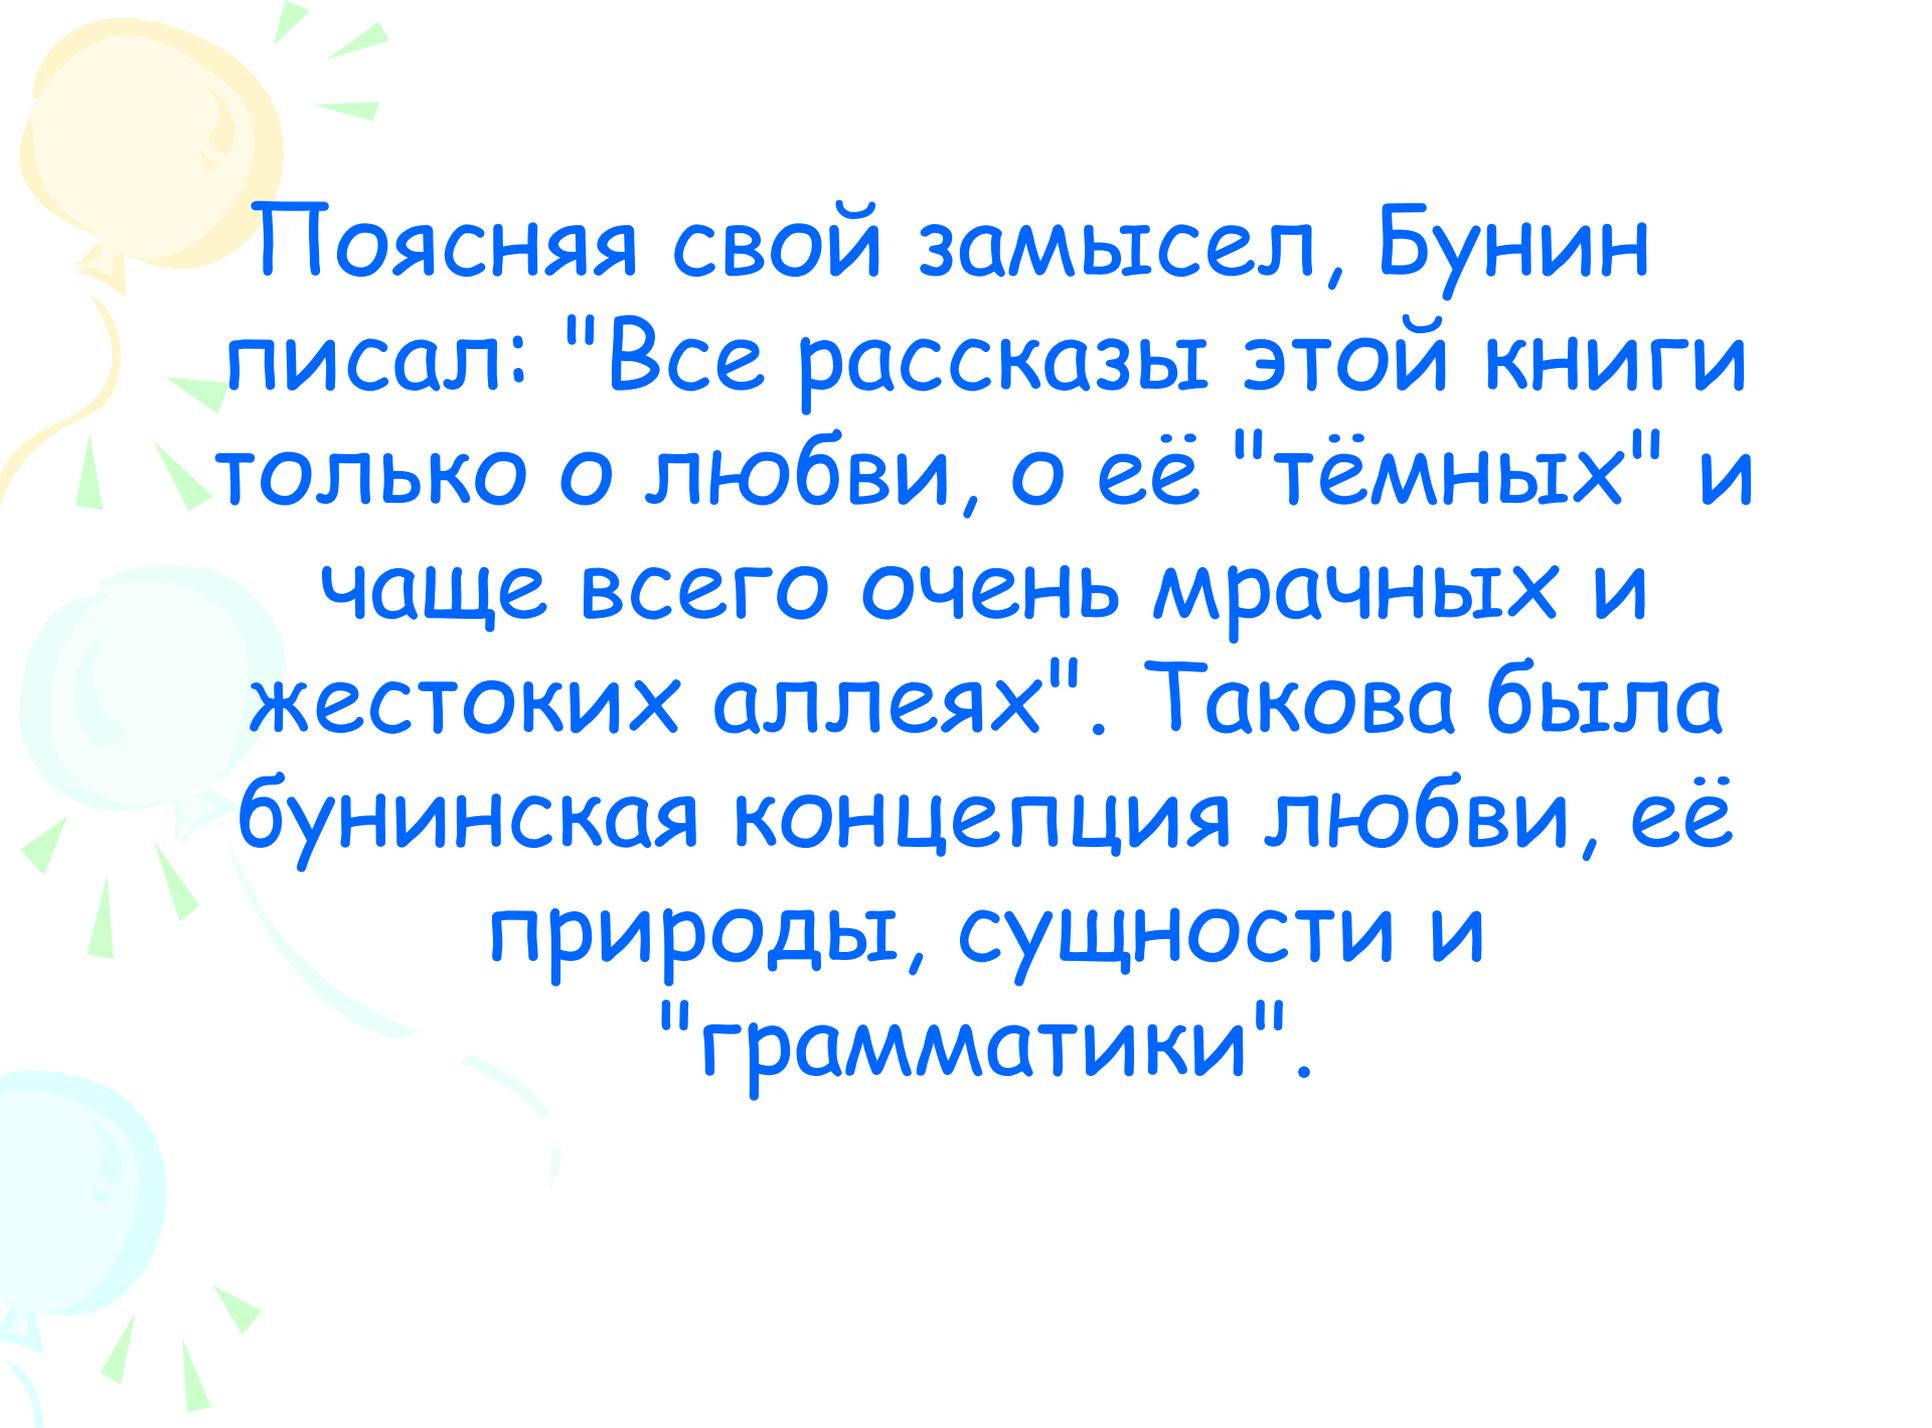 Поясняя свой замысел, Бунин
писал: "Все рассказы этой книги
только о любви, о её "тёмных" и
чаще всего очень мрачных и
жестоких аллеях". Такова была
бунинская концепция любви, её
природы, сущности и
"грамматики".